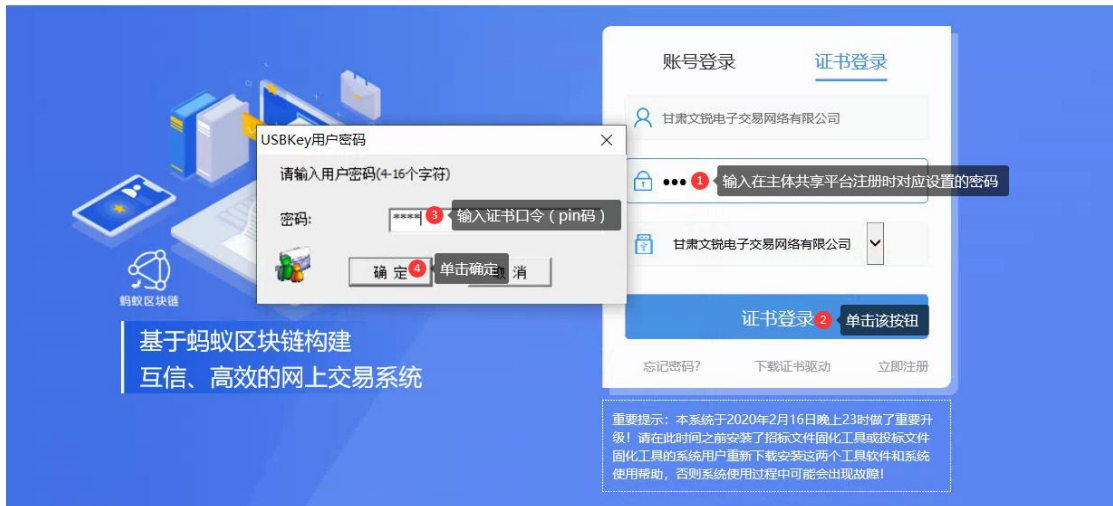 账号登录
证书登录
甘肃文锐电子交易网络有限公司
••• 1 输入在主体共享平台注册时对应设置的密码
甘肃文锐电子交易网络有限公司
证书登录 2 单击该按钮
忘记密码?
下载证书驱动
立即注册
USBKey用户密码
请输入用户密码(4-16个字符)
密码: **** 3 输入证书口令(pin码)
确定 4 单击确定 消
蚂蚁区块链
基于蚂蚁区块链构建
互信、高效的网上交易系统
重要提示:本系统于2020年2月16日晚上23时做了重要升
级!请在此时间之前安装了招标文件固化工具或投标文件
固化工具的系统用户重新下载安装这两个工具软件和系统
使用帮助,否则系统使用过程中可能会出现故障!